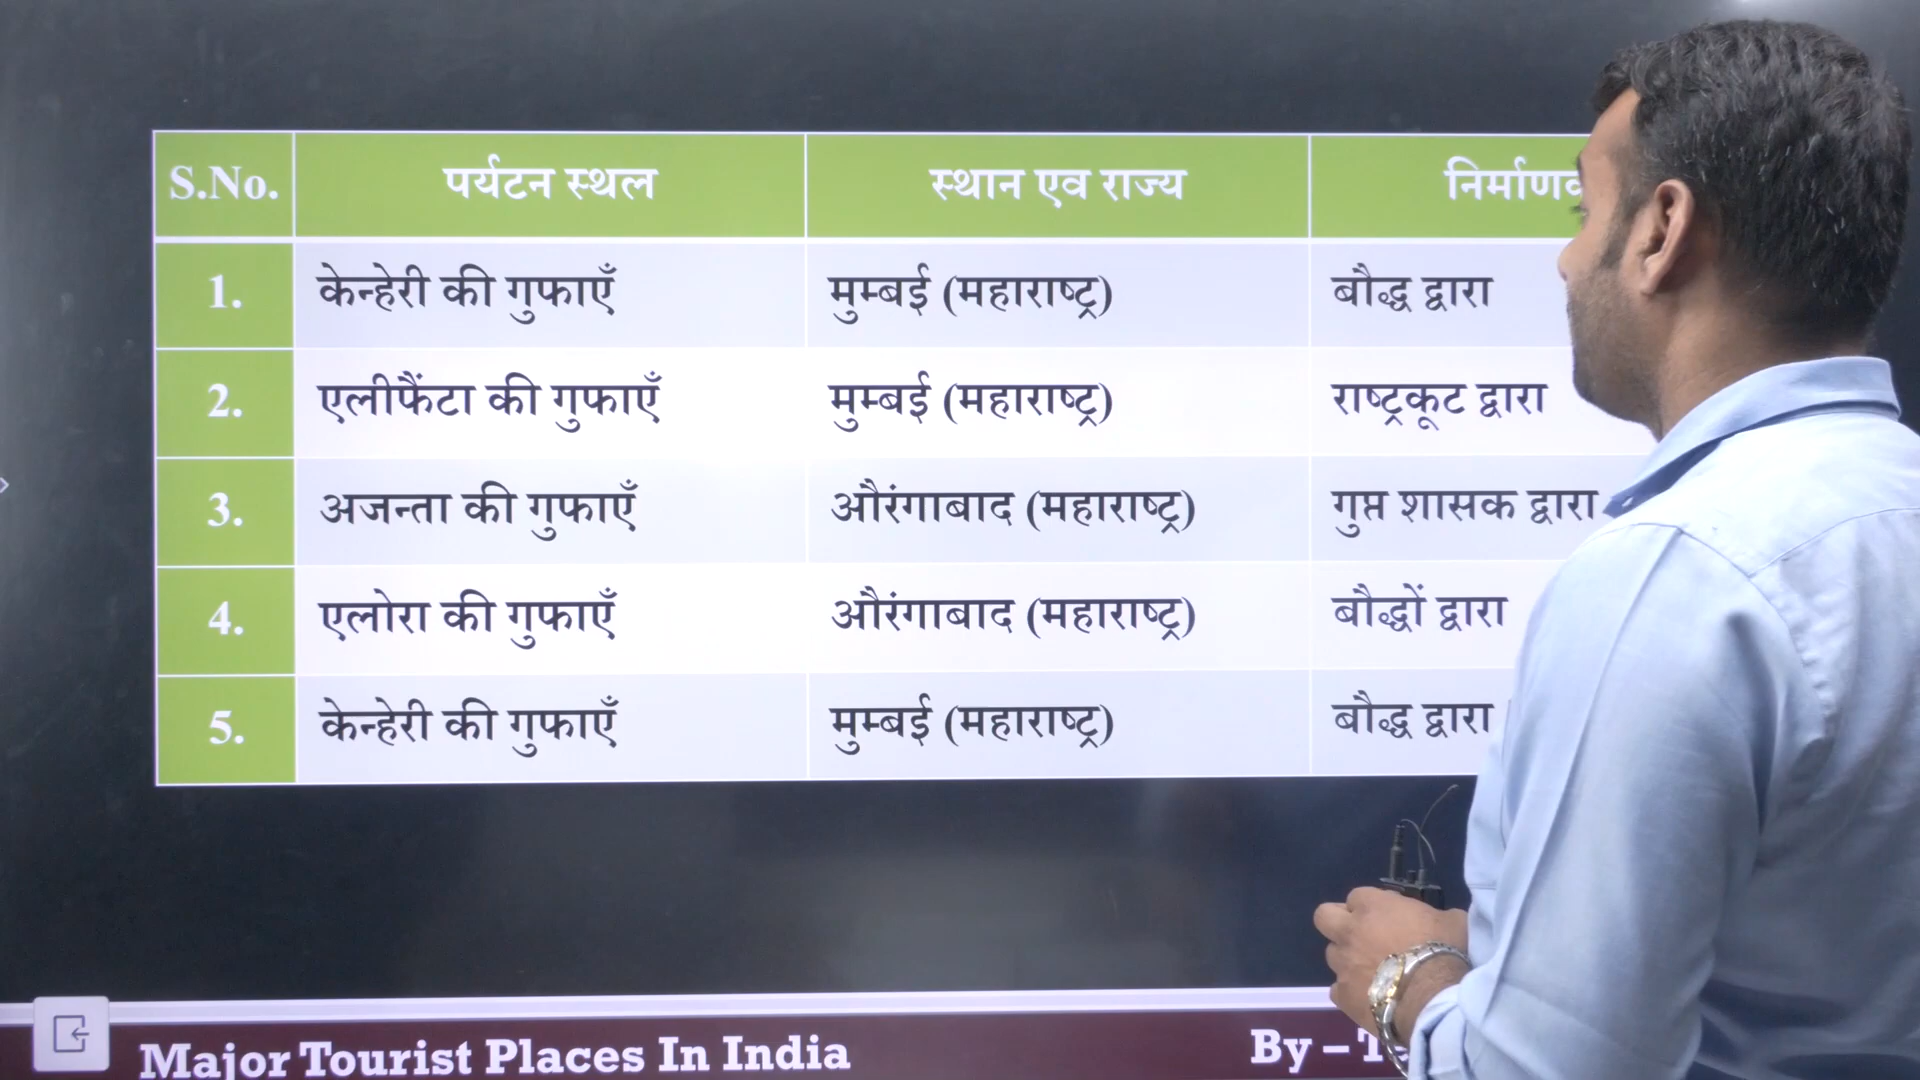 S.No. पर्यटन स्थल स्थान एव राज्य
1. केन्हेरी की गुफाएँ मुम्बई (महाराष्ट्र) बौद्ध द्वारा
2. एलीफैंटा की गुफाएँ मुम्बई (महाराष्ट्र) राष्ट्रकूट द्वारा
3. अजन्ता की गुफाएँ औरंगाबाद (महाराष्ट्र) गुप्त शासक द्वारा
4. एलोरा की गुफाएँ औरंगाबाद (महाराष्ट्र) बौद्धों द्वारा
5. केन्हेरी की गुफाएँ मुम्बई (महाराष्ट्र) बौद्ध द्वारा
Major Tourist Places In India By –